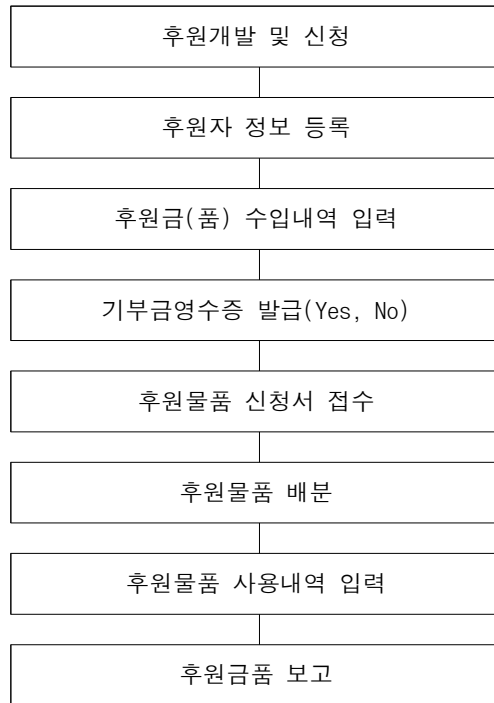 후원개발 및 신청
후원자 정보 등록
후원금(품) 수입내역 입력
기부금영수증 발급(Yes, No)
후원물품 신청서 접수
후원물품 배분
후원물품 사용내역 입력
후원금품 보고